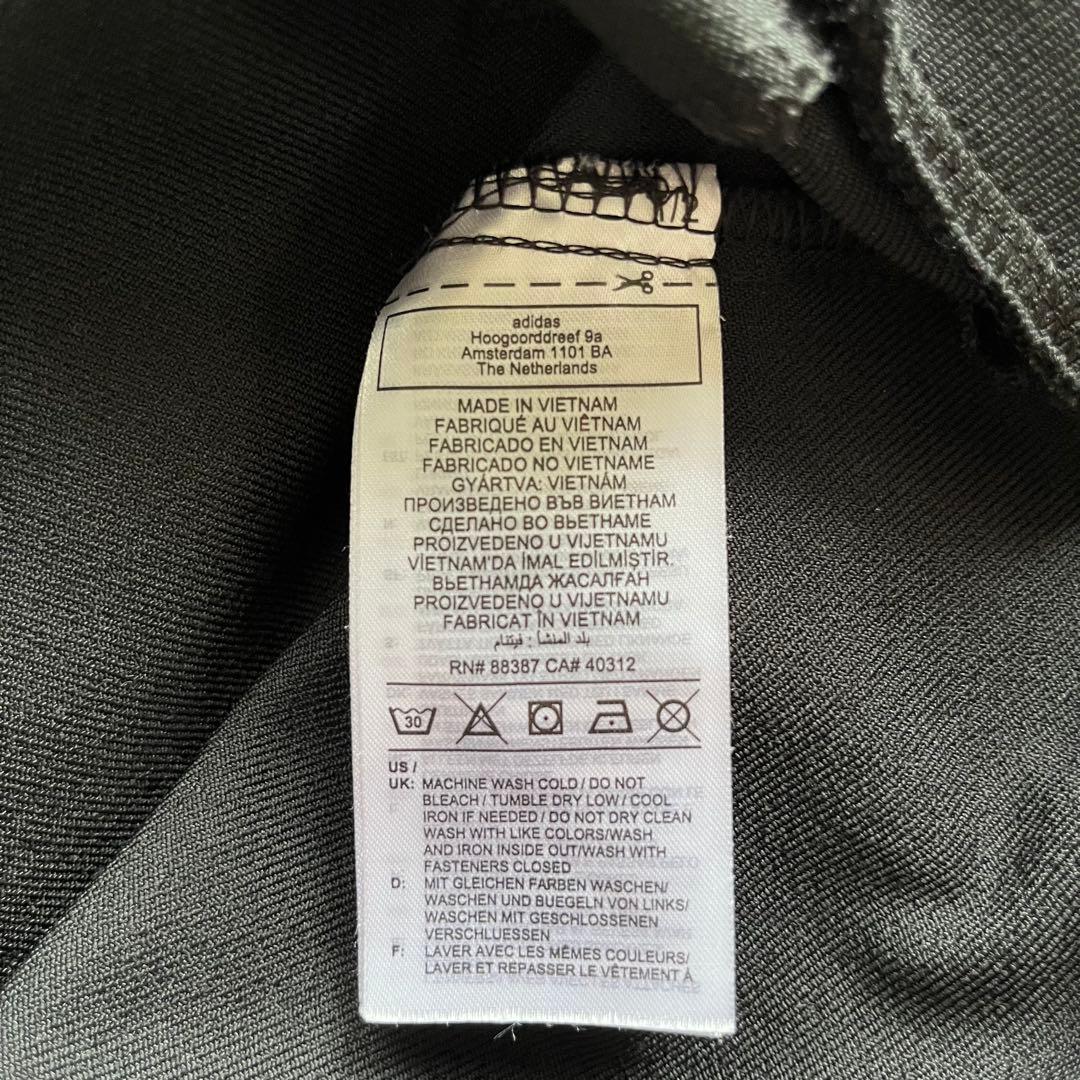 1/2
adidas
Hoogoorddreef 9a
Amsterdam 1101 BA
The Netherlands
MADE IN VIETNAM
FABRIQUÉ AU VIÊTNAM
FABRICADO EN VIETNAM
FABRICADO NO VIETNAME
GYÁRTVA: VIETNÁM
ПРОИЗВЕДЕНО ВЪВ ВИЕТНАМ
СДЕЛАНО ВО ВЬЕТНАМЕ
PROIZVEDENO U VIJETNAMU
VİETNAM'DA İMAL EDİLMİŞTİR.
ВЬЕТНАМДА ЖАСАЛҒАН
PROIZVEDENO U VIJETNAMU
FABRICAT ÎN VIETNAM
بلد المنشأ : فيتنام
RN# 88387 CA# 40312
30
US /
UK: MACHINE WASH COLD / DO NOT
BLEACH / TUMBLE DRY LOW / COOL
IRON IF NEEDED / DO NOT DRY CLEAN
WASH WITH LIKE COLORS/WASH
AND IRON INSIDE OUT/WASH WITH
FASTENERS CLOSED
D: MIT GLEICHEN FARBEN WASCHEN/
WASCHEN UND BUEGELN VON LINKS/
WASCHEN MIT GESCHLOSSENEN
VERSCHLUESSEN
F: LAVER AVEC LES MÊMES COULEURS/
LAVER ET REPASSER LE VÊTEMENT À